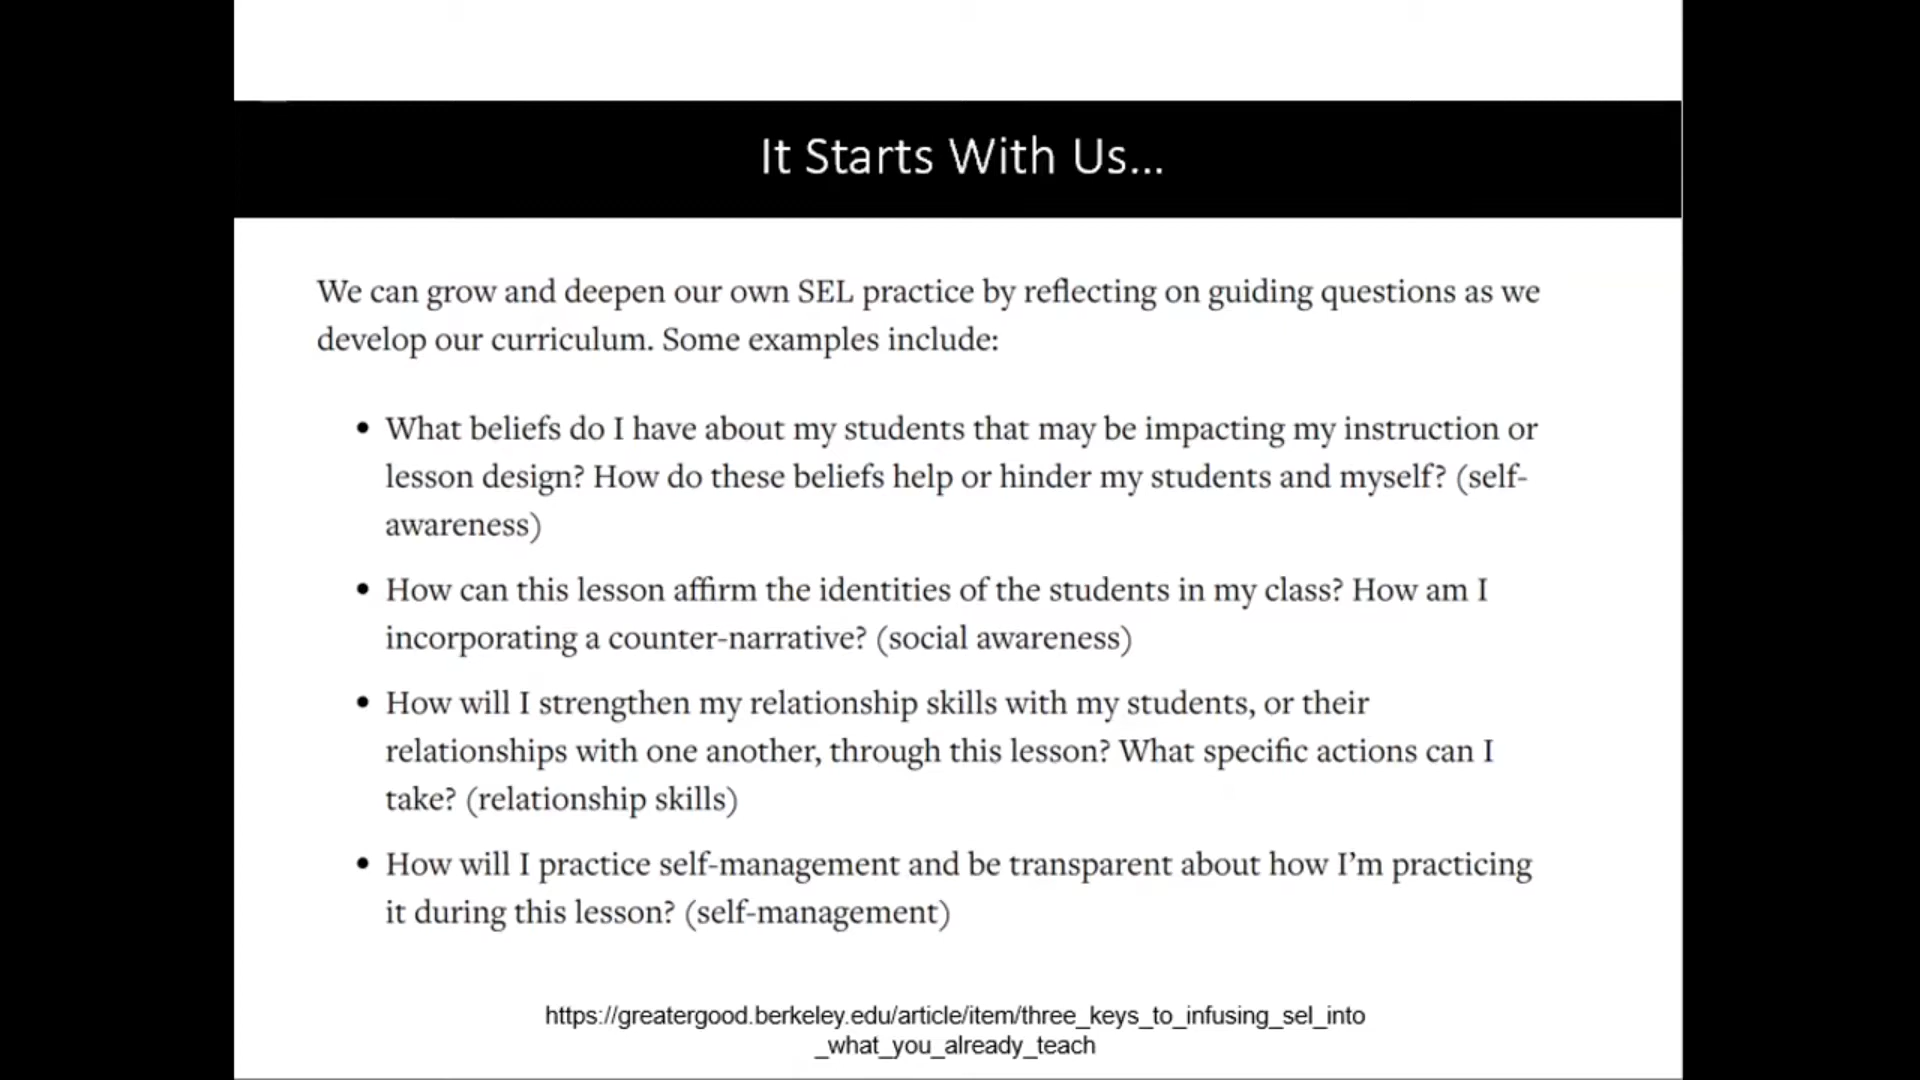 It Starts With Us...
We can grow and deepen our own SEL practice by reflecting on guiding questions as we
develop our curriculum. Some examples include:
• What beliefs do I have about my students that may be impacting my instruction or
lesson design? How do these beliefs help or hinder my students and myself? (self-
awareness)
• How can this lesson affirm the identities of the students in my class? How am I
incorporating a counter-narrative? (social awareness)
• How will I strengthen my relationship skills with my students, or their
relationships with one another, through this lesson? What specific actions can I
take? (relationship skills)
• How will I practice self-management and be transparent about how I’m practicing
it during this lesson? (self-management)
https://greatergood.berkeley.edu/article/item/three_keys_to_infusing_sel_into
_what_you_already_teach